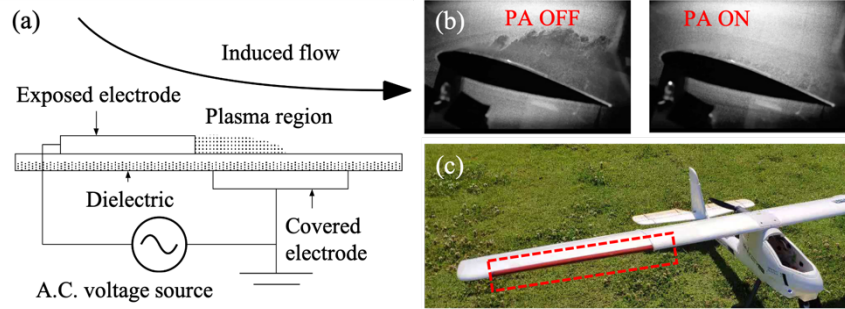 (a)
Induced flow
Exposed electrode
Plasma region
Dielectric
Covered
electrode
A.C. voltage source
(b)
PA OFF
PA ON
(c)